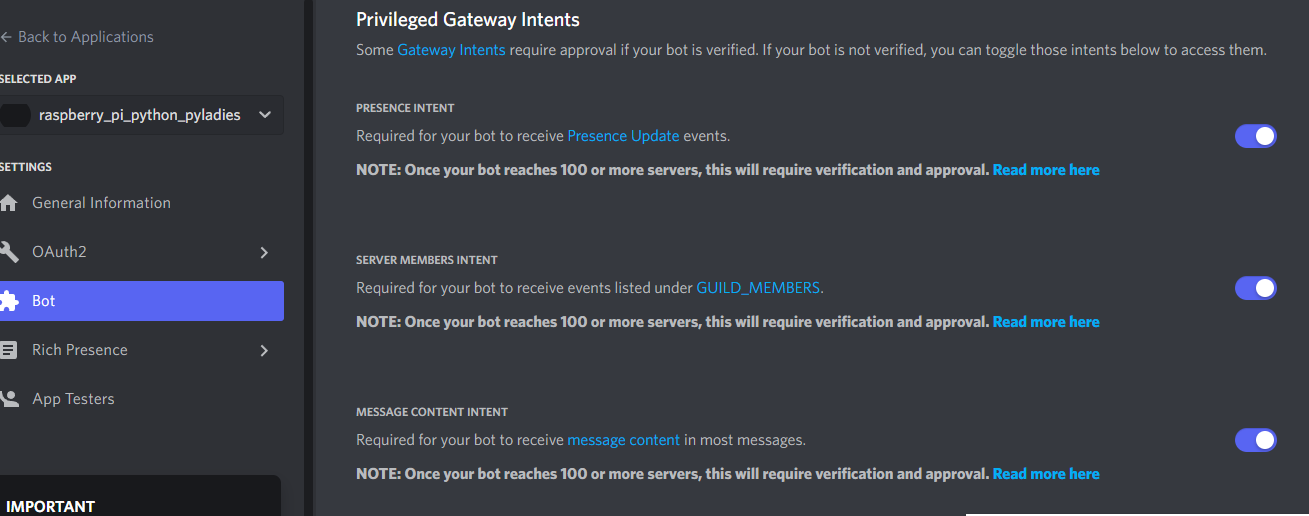 ← Back to Applications
SELECTED APP
raspberry_pi_python_pyladies
SETTINGS
General Information
OAuth2
Bot
Rich Presence
App Testers
IMPORTANT
Privileged Gateway Intents
Some Gateway Intents require approval if your bot is verified. If your bot is not verified, you can toggle those intents below to access them.
PRESENCE INTENT
Required for your bot to receive Presence Update events.
NOTE: Once your bot reaches 100 or more servers, this will require verification and approval. Read more here
SERVER MEMBERS INTENT
Required for your bot to receive events listed under GUILD_MEMBERS.
NOTE: Once your bot reaches 100 or more servers, this will require verification and approval. Read more here
MESSAGE CONTENT INTENT
Required for your bot to receive message content in most messages.
NOTE: Once your bot reaches 100 or more servers, this will require verification and approval. Read more here